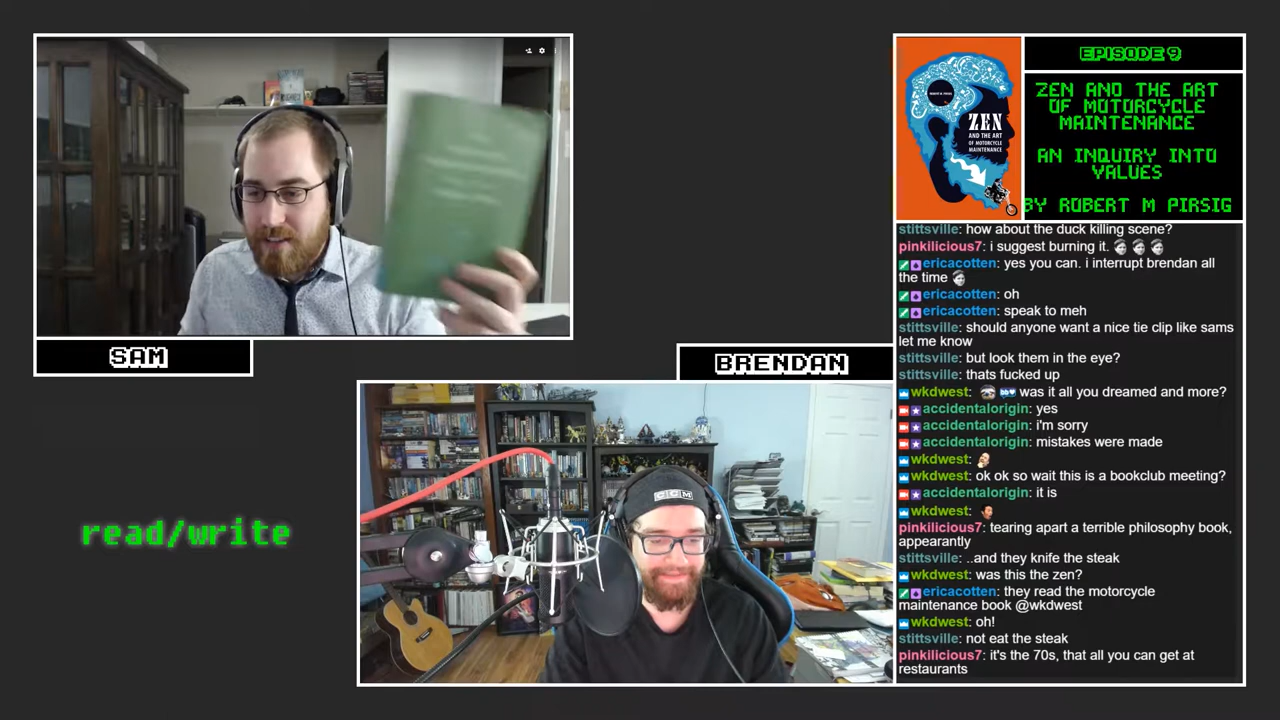 SAM
BRENDAN
read/write
CCM
ROBERT M. PIRSIG
ZEN
AND THE ART
OF MOTORCYCLE
MAINTENANCE
EPISODE 9
ZEN AND THE ART
OF MOTORCYCLE
MAINTENANCE
AN INQUIRY INTO
VALUES
BY ROBERT M PIRSIG
stittsville: how about the duck killing scene?
pinkilicious7: i suggest burning it.
ericacotten: yes you can. i interrupt brendan all
the time
ericacotten: oh
ericacotten: speak to meh
stittsville: should anyone want a nice tie clip like sams
let me know
stittsville: but look them in the eye?
stittsville: thats fucked up
wkdwest: was it all you dreamed and more?
accidentalorigin: yes
accidentalorigin: i'm sorry
accidentalorigin: mistakes were made
wkdwest:
wkdwest: ok ok so wait this is a bookclub meeting?
accidentalorigin: it is
wkdwest:
pinkilicious7: tearing apart a terrible philosophy book,
appearantly
stittsville: ..and they knife the steak
wkdwest: was this the zen?
ericacotten: they read the motorcycle
maintenance book @wkdwest
wkdwest: oh!
stittsville: not eat the steak
pinkilicious7: it's the 70s, that all you can get at
restaurants